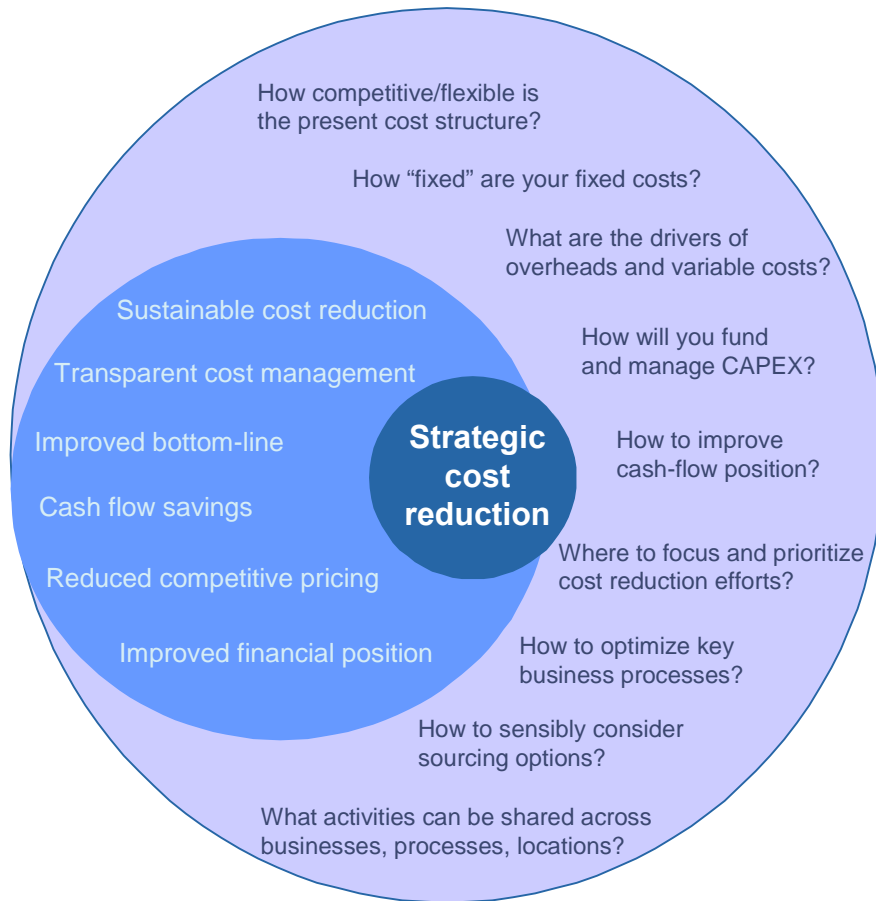 How competitive/flexible is
the present cost structure?
How “fixed” are your fixed costs?
What are the drivers of
overheads and variable costs?
How will you fund
and manage CAPEX?
How to improve
cash-flow position?
Where to focus and prioritize
cost reduction efforts?
How to optimize key
business processes?
How to sensibly consider
sourcing options?
What activities can be shared across
businesses, processes, locations?
Sustainable cost reduction
Transparent cost management
Improved bottom-line
Cash flow savings
Reduced competitive pricing
Improved financial position
Strategic
cost
reduction